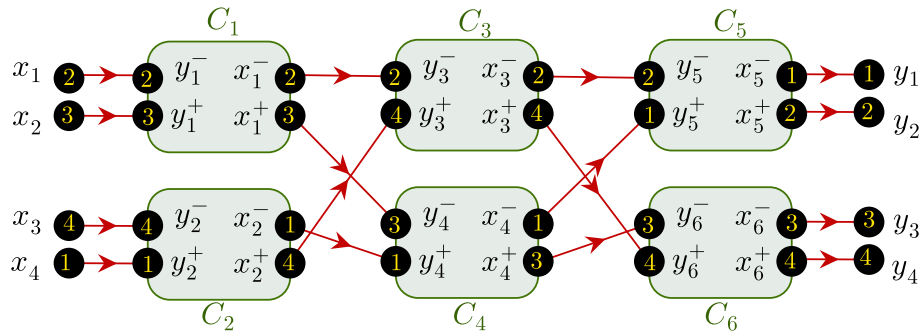 C₁ C₃ C₅
x₁ 2 2 y₁⁻ x₁⁻ 2 2 y₃⁻ x₃⁻ 2 2 y₅⁻ x₅⁻ 1 1 y₁
x₂ 3 3 y₁⁺ x₁⁺ 3 4 y₃⁺ x₃⁺ 4 1 y₅⁺ x₅⁺ 2 2 y₂
x₃ 4 4 y₂⁻ x₂⁻ 1 3 y₄⁻ x₄⁻ 1 3 y₆⁻ x₆⁻ 3 3 y₃
x₄ 1 1 y₂⁺ x₂⁺ 4 1 y₄⁺ x₄⁺ 3 4 y₆⁺ x₆⁺ 4 4 y₄
C₂ C₄ C₆